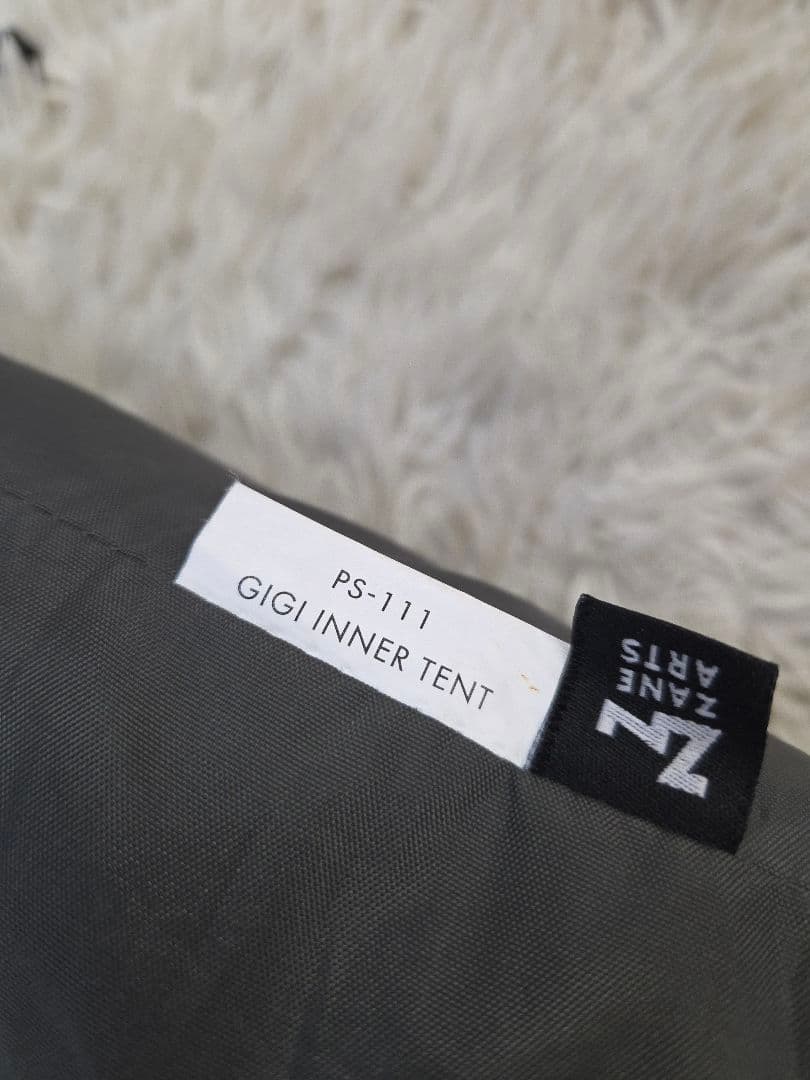 PS-111
GIGI INNER TENT
ZANE
ARTS